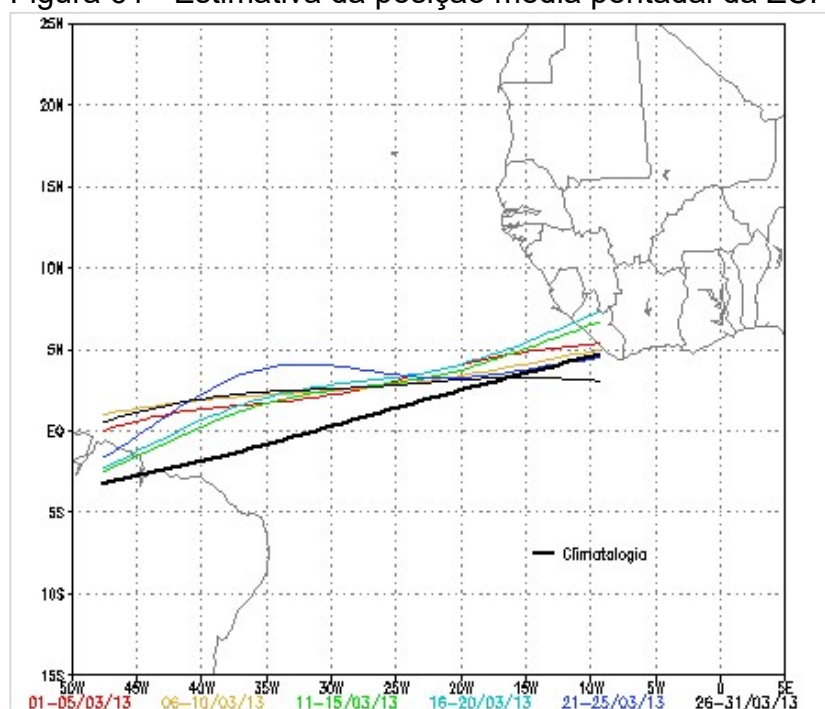 Figura 01 - Estimativa da posição média pentadal da
25N
20N
15N
10N
5N
EQ
5S
10S
15S
Climatologia
50W 45W 40W 35W 30W 25W 20W 15W 10W 5W 0 5E
01-05/03/13 06-10/03/13 11-15/03/13 16-20/03/13 21-25/03/13 26-31/03/13